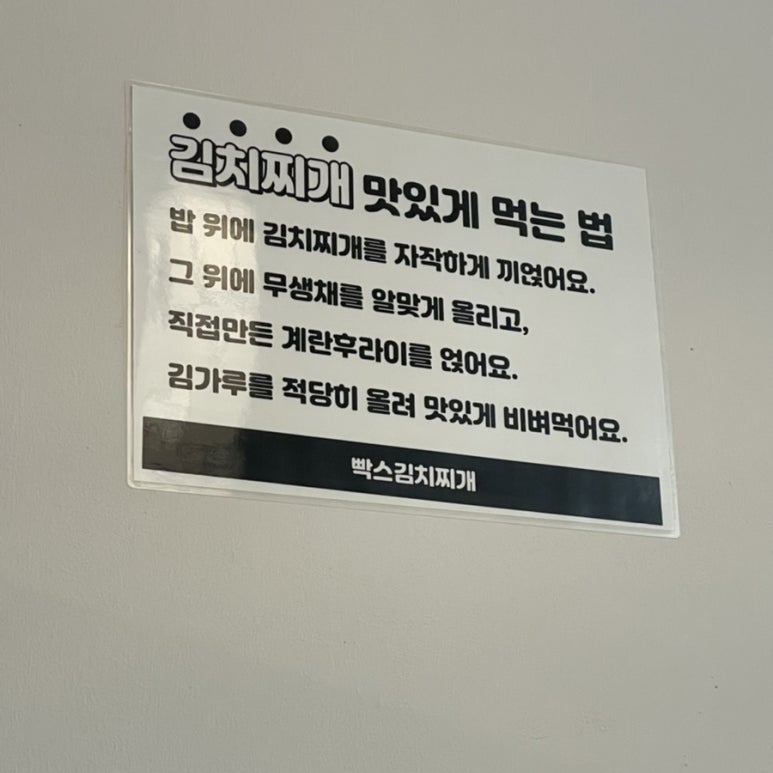 김치찌개 맛있게 먹는 법
밥 위에 김치찌개를 자작하게 끼얹어요.
그 위에 무생채를 알맞게 올리고,
직접만든 계란후라이를 얹어요.
김가루를 적당히 올려 맛있게 비벼먹어요.
빡스김치찌개